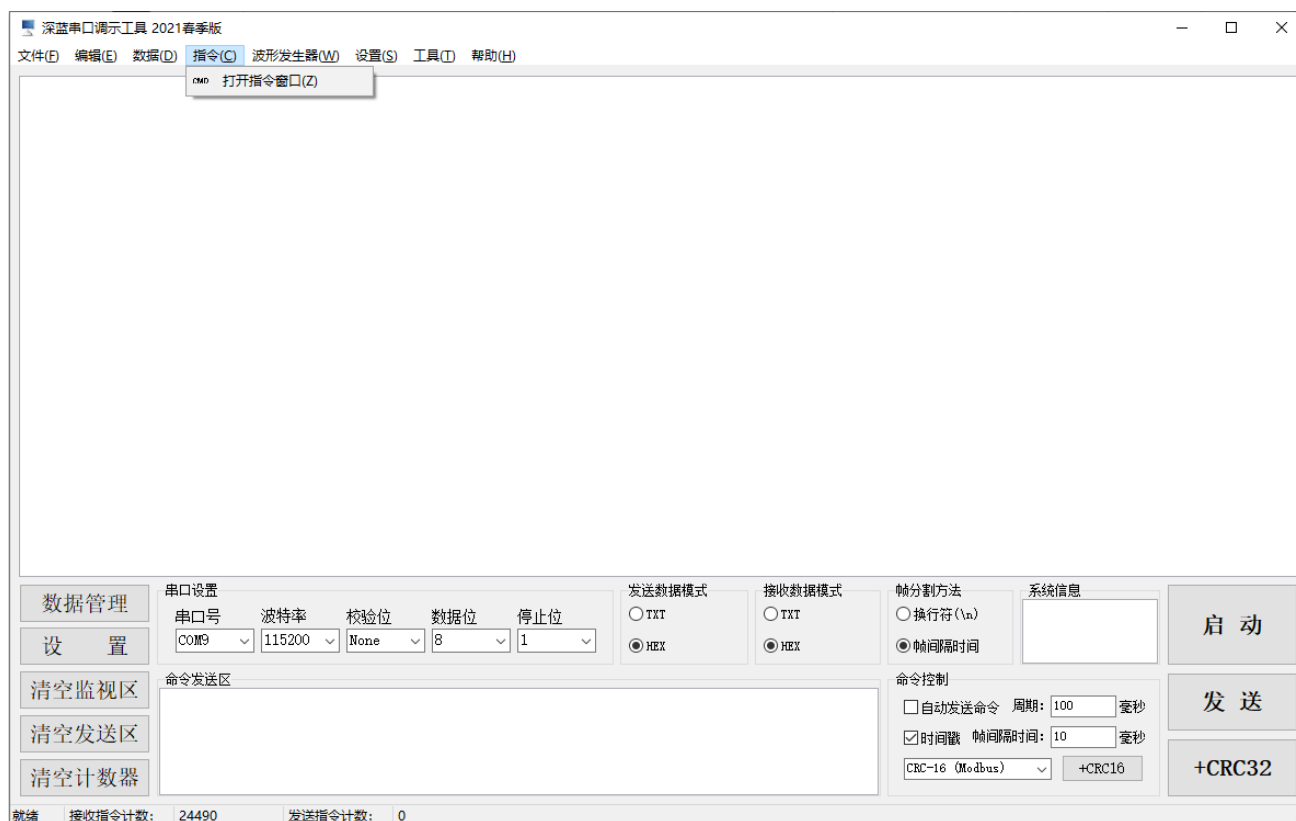 深蓝串口调示工具 2021春季版
文件(F) 编辑(E) 数据(D) 指令(C) 波形发生器(W) 设置(S) 工具(T) 帮助(H)
CMD 打开指令窗口(Z)
数据管理
设 置
清空监视区
清空发送区
清空计数器
串口设置
串口号 波特率 校验位 数据位 停止位
COM9 115200 None 8 1
发送数据模式
TXT
HEX
接收数据模式
TXT
HEX
帧分割方法
换行符(\n)
帧间隔时间
系统信息
启 动
命令发送区
命令控制
自动发送命令 周期: 100 毫秒
时间戳 帧间隔时间: 10 毫秒
CRC-16 (Modbus) +CRC16
发 送
+CRC32
就绪 接收指令计数: 24490 发送指令计数: 0